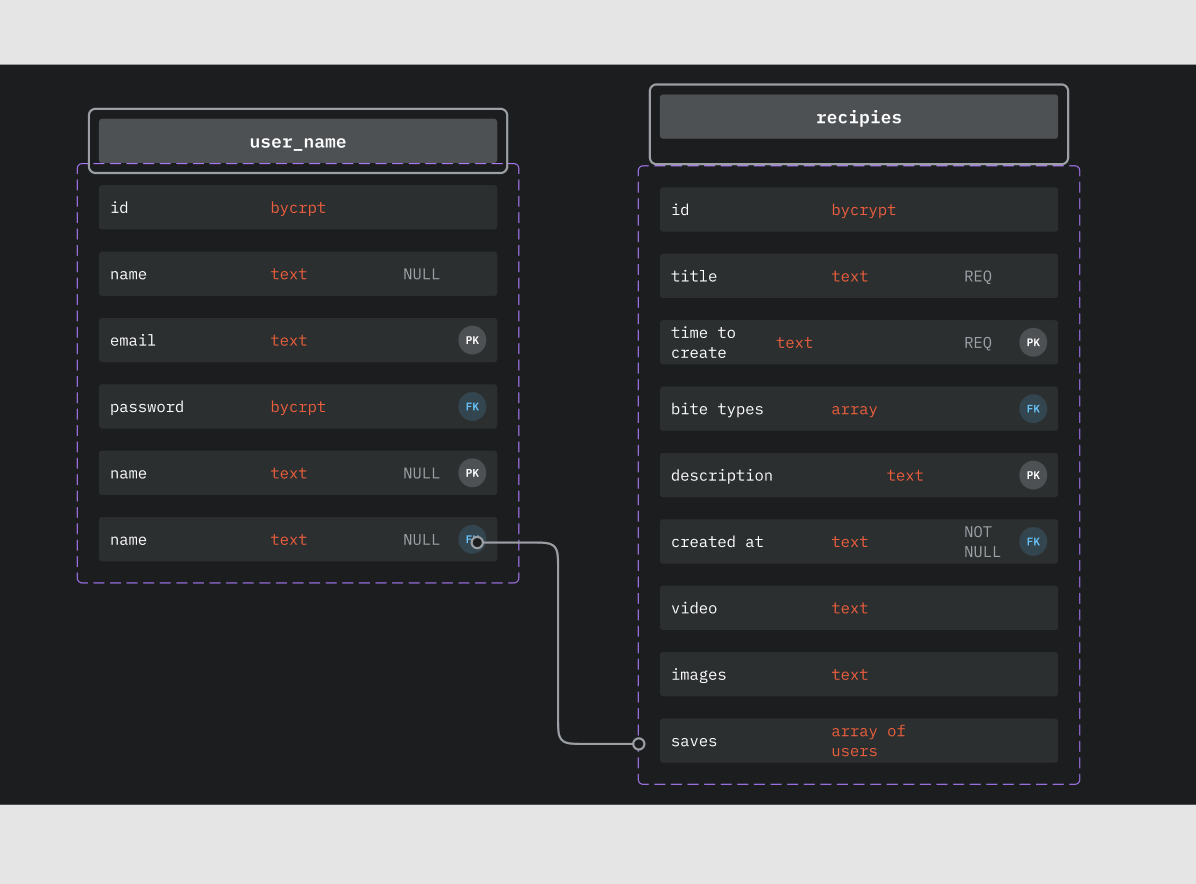 user_name
id bycrpt
name text NULL
email text PK
password bycrpt FK
name text NULL PK
name text NULL
recipies
id bycrypt
title text REQ
time to
create text REQ PK
bite types array FK
description text PK
created at text NOT
NULL FK
video text
images text
saves array of
users